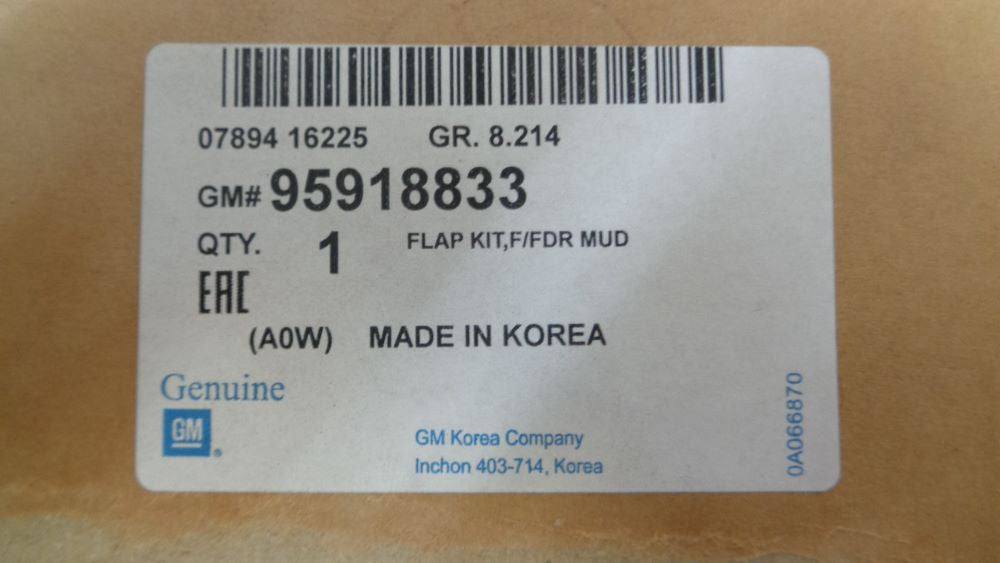 07894 16225 GR. 8.214
GM# 95918833
QTY. 1 FLAP KIT,F/FDR MUD
EAC
(A0W) MADE IN KOREA
Genuine
GM
GM Korea Company
Inchon 403-714, Korea
0A066870